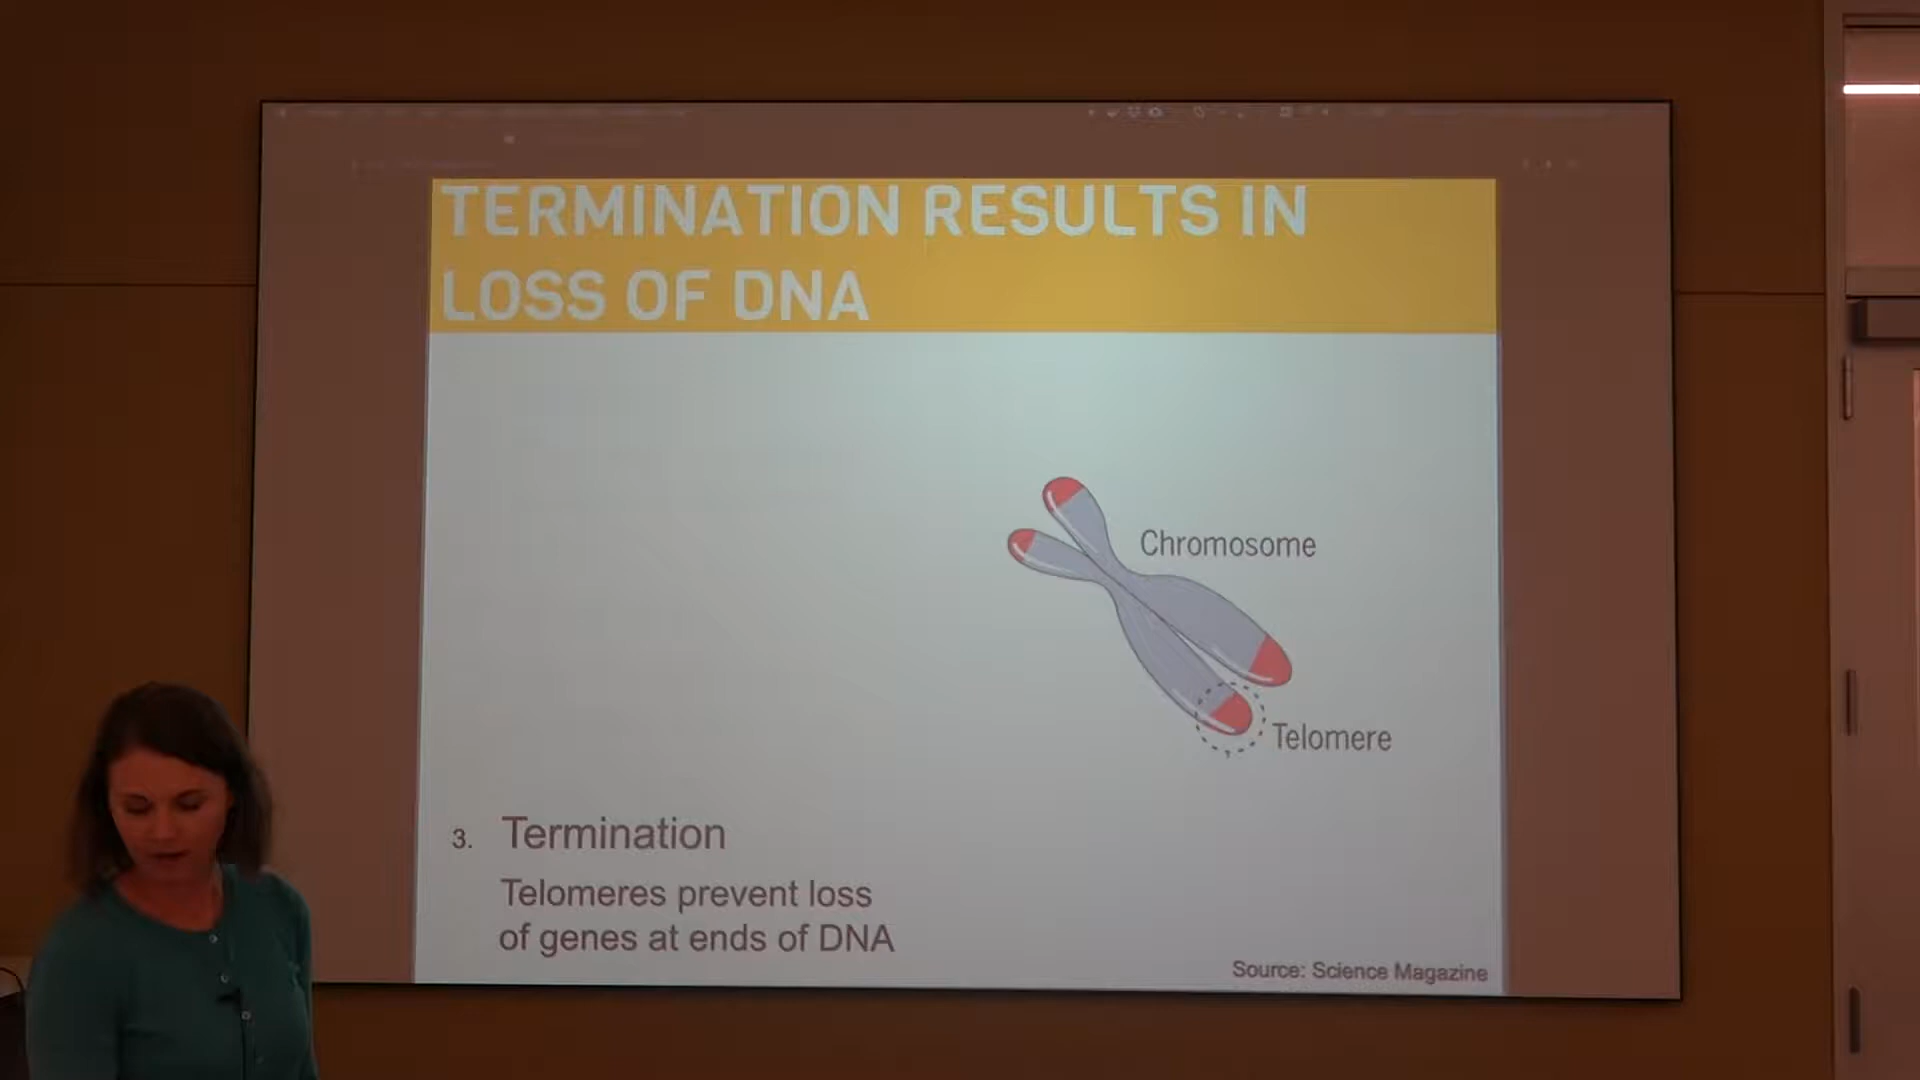 TERMINATION RESULTS IN
LOSS OF DNA
Chromosome
Telomere
3. Termination
Telomeres prevent loss
of genes at ends of DNA
Source: Science Magazine